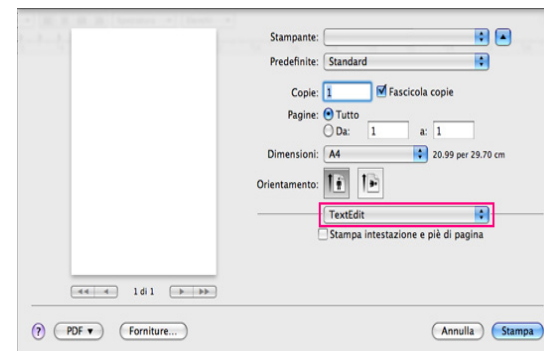 Stampante:
Predefinite: Standard
Copie: 1 Fascicola copie
Pagine: Tutto
Da: 1 a: 1
Dimensioni: A4 20.99 per 29.70 cm
Orientamento:
TextEdit
Stampa intestazione e piè di pagina
1 di 1
? PDF Forniture... Annulla Stampa